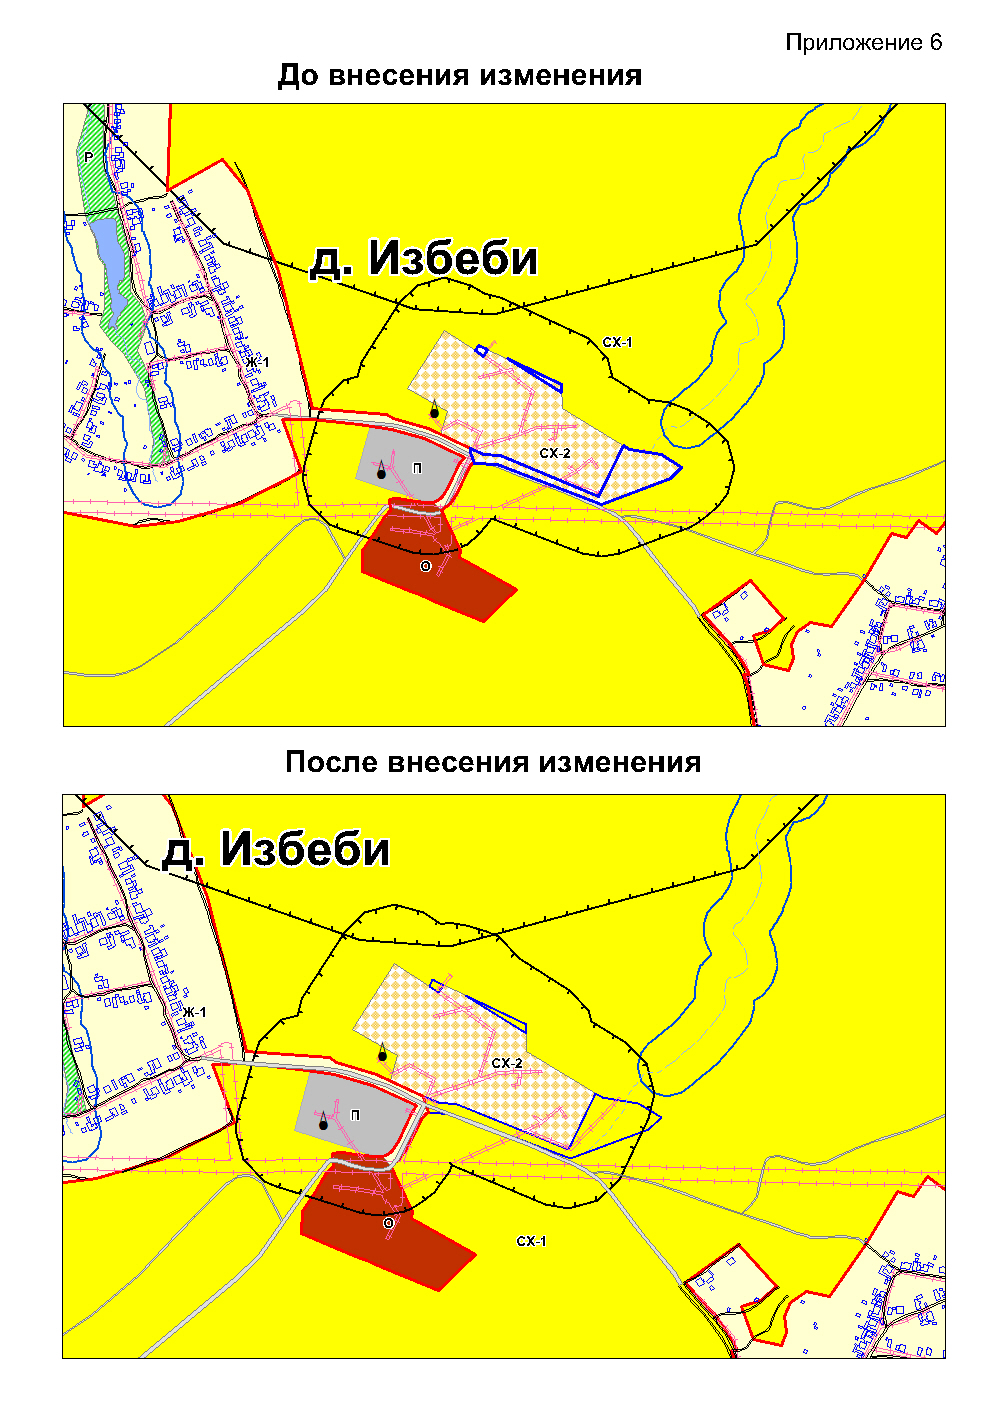 Приложение 6
До внесения изменения
Р
д. Избеби
СХ-1
Ж-1
СХ-2
П
О
После внесения изменения
д. Избеби
Ж-1
СХ-2
П
О
СХ-1